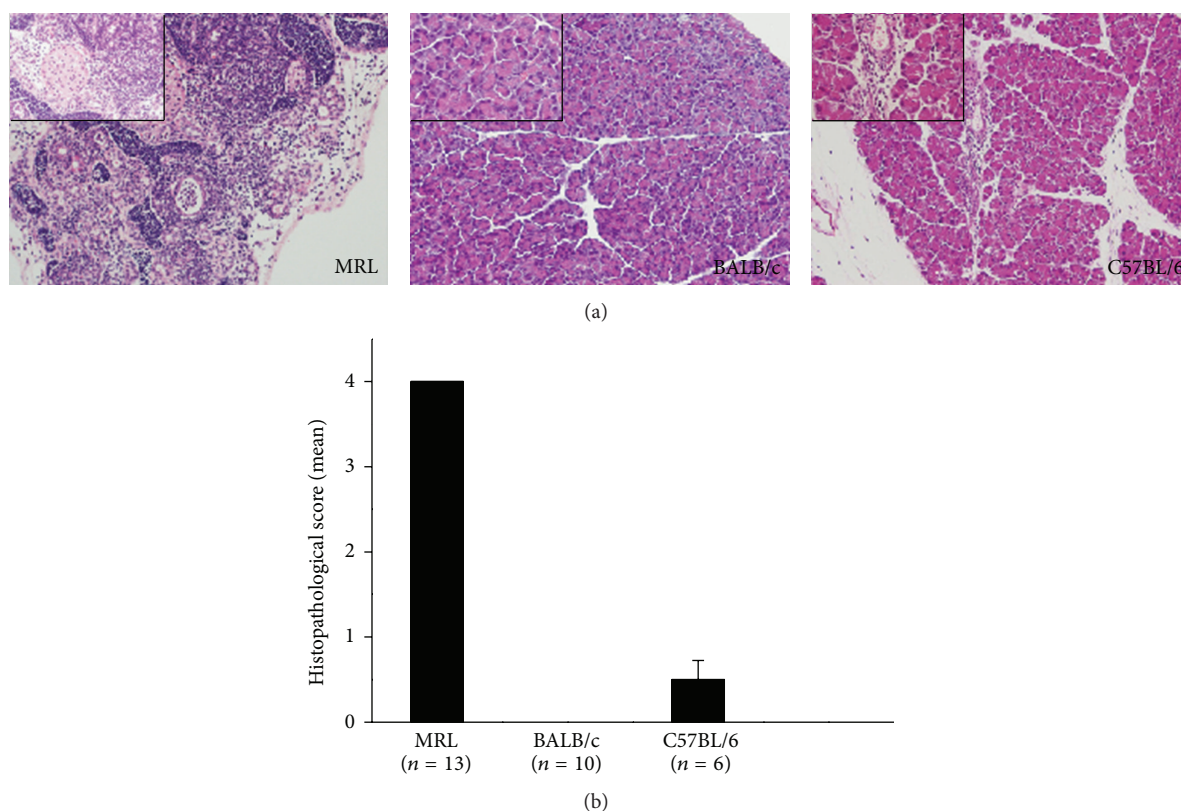 MRL
BALB/c
C57BL/6
(a)
Histopathological score (mean)
4
3
2
1
0
MRL
(n = 13)
BALB/c
(n = 10)
C57BL/6
(n = 6)
(b)